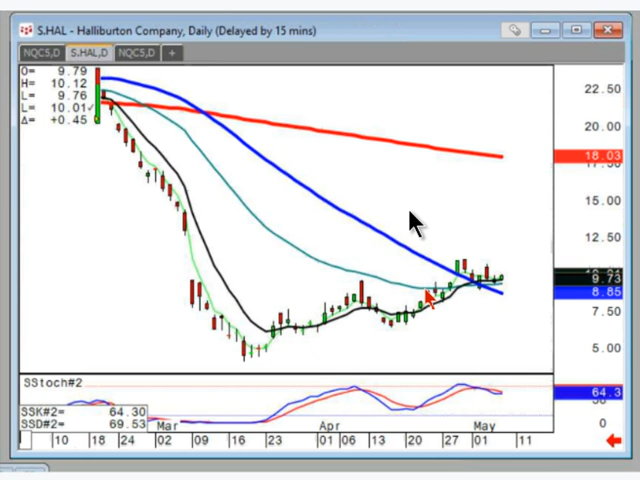 S.HAL - Halliburton Company, Daily (Delayed by 15 mins)
NQC5,D S.HAL,D NQC5,D +
O= 9.79
H= 10.12
L= 9.76
L= 10.01✓
Δ= +0.45
22.50
20.00
18.03
15.00
12.50
9.73
8.85
7.50
5.00
SStoch#2
64.3
SSK#2= 64.30
SSD#2= 69.53
0
Mar Apr May
10 18 24 02 09 16 23 01 06 13 20 27 01 11